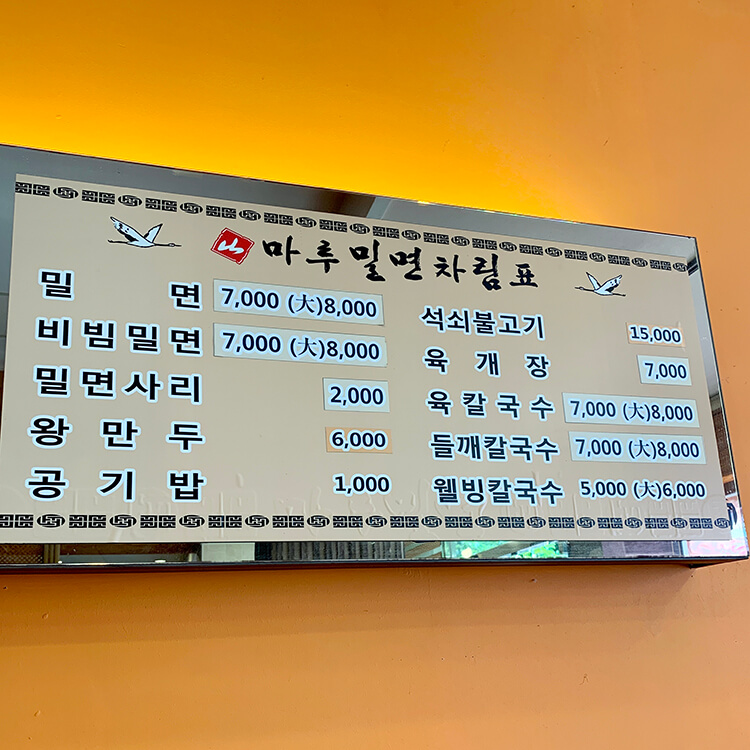 山 마루밀면차림표
밀면 7,000 (大)8,000
비빔밀면 7,000 (大)8,000
밀면사리 2,000
왕만두 6,000
공기밥 1,000
석쇠불고기 15,000
육개장 7,000
육칼국수 7,000 (大)8,000
들깨칼국수 7,000 (大)8,000
웰빙칼국수 5,000 (大)6,000